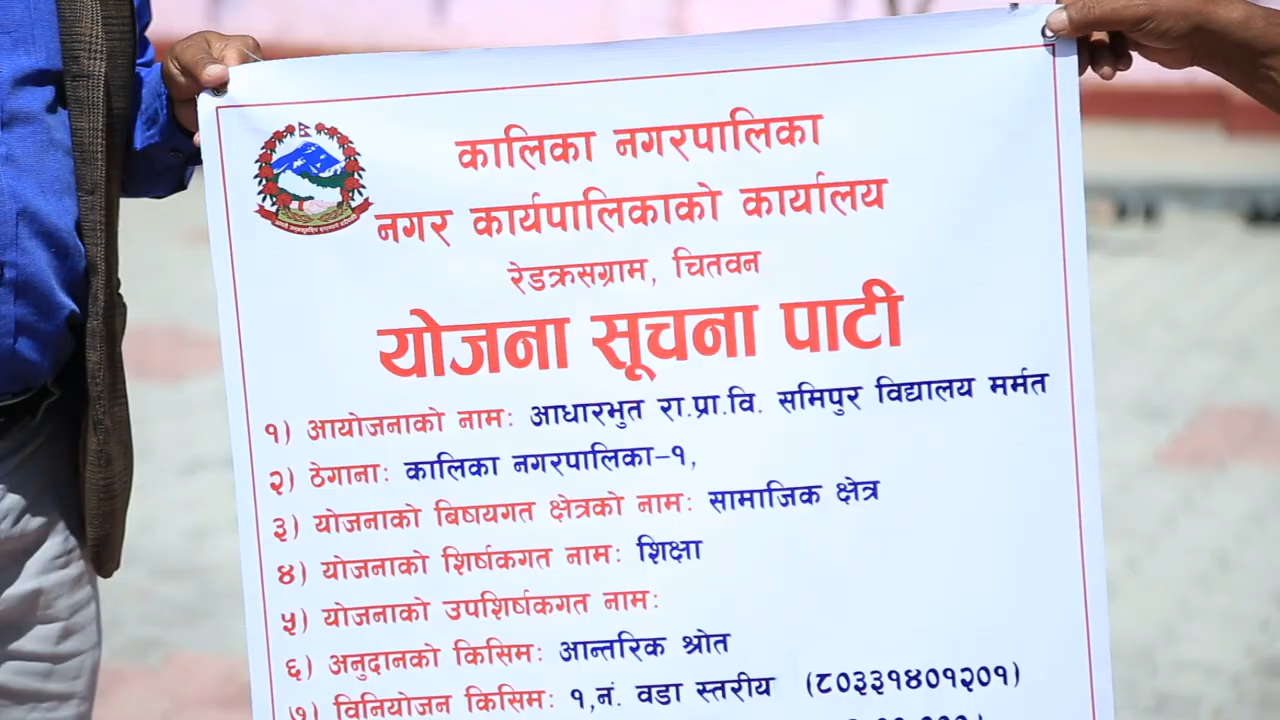 कालिका नगरपालिका
नगर कार्यपालिकाको कार्यालय
रेडक्रसग्राम, चितवन
योजना सूचना पाटी
१) आयोजनाको नाम: आधारभुत रा.प्रा.वि. समिपुर विद्यालय मर्मत
२) ठेगाना: कालिका नगरपालिका-१,
३) योजनाको बिषयगत क्षेत्रको नाम: सामाजिक क्षेत्र
४) योजनाको शिर्षकगत नाम: शिक्षा
५) योजनाको उपशिर्षकगत नाम:
६) अनुदानको किसिम: आन्तरिक श्रोत
७) विनियोजन किसिम: १,नं. वडा स्तरीय (८०३३१४०१२०१)